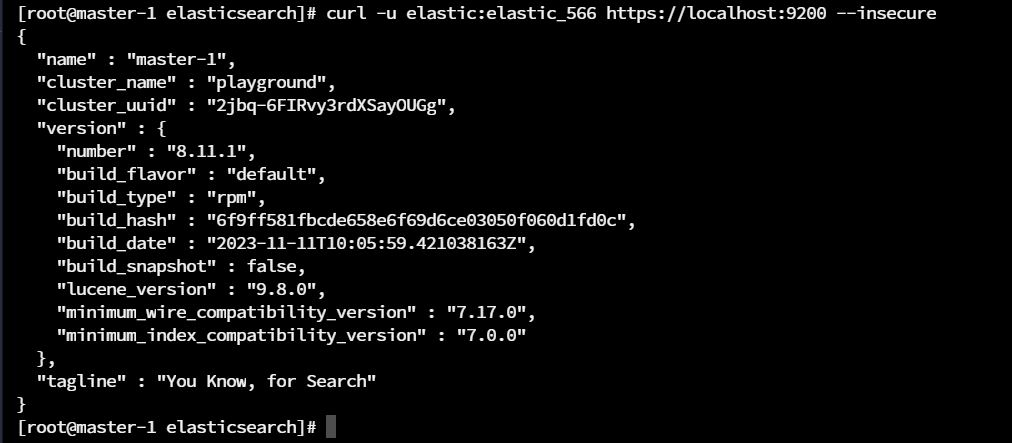 [root@master-1 elasticsearch]# curl -u elastic:elastic_566 https://localhost:9200 --insecure
{
  "name" : "master-1",
  "cluster_name" : "playground",
  "cluster_uuid" : "2jbq-6FIRvy3rdXSayOUGg",
  "version" : {
    "number" : "8.11.1",
    "build_flavor" : "default",
    "build_type" : "rpm",
    "build_hash" : "6f9ff581fbcde658e6f69d6ce03050f060d1fd0c",
    "build_date" : "2023-11-11T10:05:59.421038163Z",
    "build_snapshot" : false,
    "lucene_version" : "9.8.0",
    "minimum_wire_compatibility_version" : "7.17.0",
    "minimum_index_compatibility_version" : "7.0.0"
  },
  "tagline" : "You Know, for Search"
}
[root@master-1 elasticsearch]#